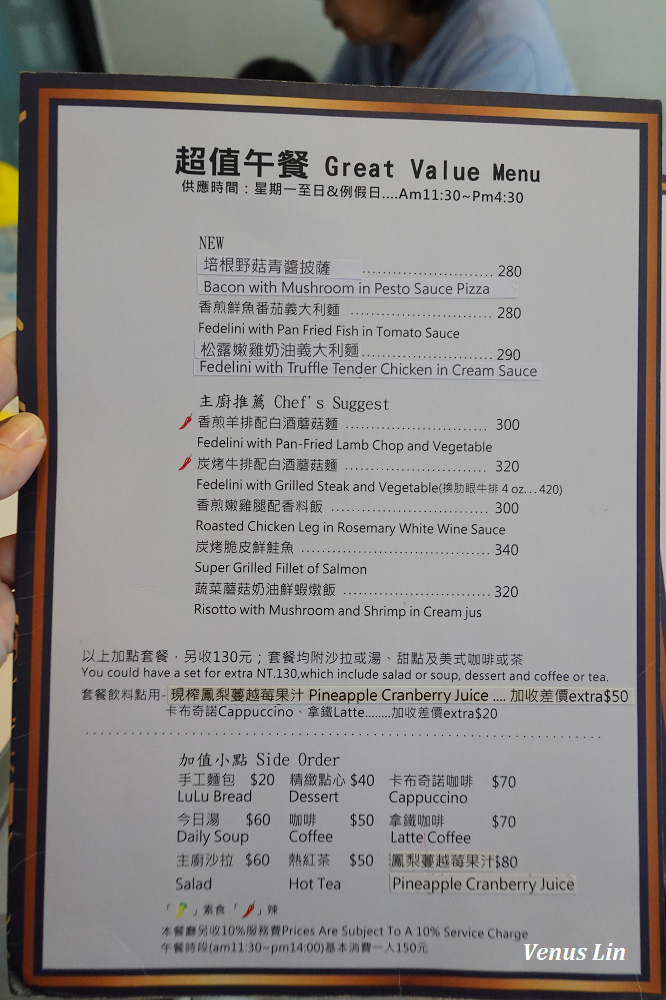 超值午餐 Great Value Menu
供應時間：星期一至日&例假日....Am11:30~Pm4:30
NEW
培根野菇青醬披薩 ........................ 280
Bacon with Mushroom in Pesto Sauce Pizza
香煎鮮魚番茄義大利麵 ........................ 280
Fedelini with Pan Fried Fish in Tomato Sauce
松露嫩雞奶油義大利麵........................ 290
Fedelini with Truffle Tender Chicken in Cream Sauce
主廚推薦 Chef's Suggest
香煎羊排配白酒蘑菇麵 ........................ 300
Fedelini with Pan-Fried Lamb Chop and Vegetable
炭烤牛排配白酒蘑菇麵 ........................ 320
Fedelini with Grilled Steak and Vegetable(換肋眼牛排 4 oz...420)
香煎嫩雞腿配香料飯 ........................ 300
Roasted Chicken Leg in Rosemary White Wine Sauce
炭烤脆皮鮮鮭魚 ........................ 340
Super Grilled Fillet of Salmon
蔬菜蘑菇奶油鮮蝦燉飯 ........................ 320
Risotto with Mushroom and Shrimp in Cream jus
以上加點套餐，另收130元；套餐均附沙拉或湯、甜點及美式咖啡或茶
You could have a set for extra NT.130,which include salad or soup, dessert and coffee or tea.
套餐飲料點用-現榨鳳梨蔓越莓果汁 Pineapple Cranberry Juice .... 加收差價extra$50
卡布奇諾Cappuccino、拿鐵Latte........加收差價extra$20
加值小點 Side Order
手工麵包 $20 精緻點心 $40 卡布奇諾咖啡 $70
LuLu Bread Dessert Cappuccino
今日湯 $60 咖啡 $50 拿鐵咖啡 $70
Daily Soup Coffee Latte Coffee
主廚沙拉 $60 熱紅茶 $50 鳳梨蔓越莓果汁$80
Salad Hot Tea Pineapple Cranberry Juice
「 」素食「 」辣
本餐廳另收10%服務費Prices Are Subject To A 10% Service Charge
午餐時段(am11:30~pm14:00)基本消費一人150元
Venus Lin